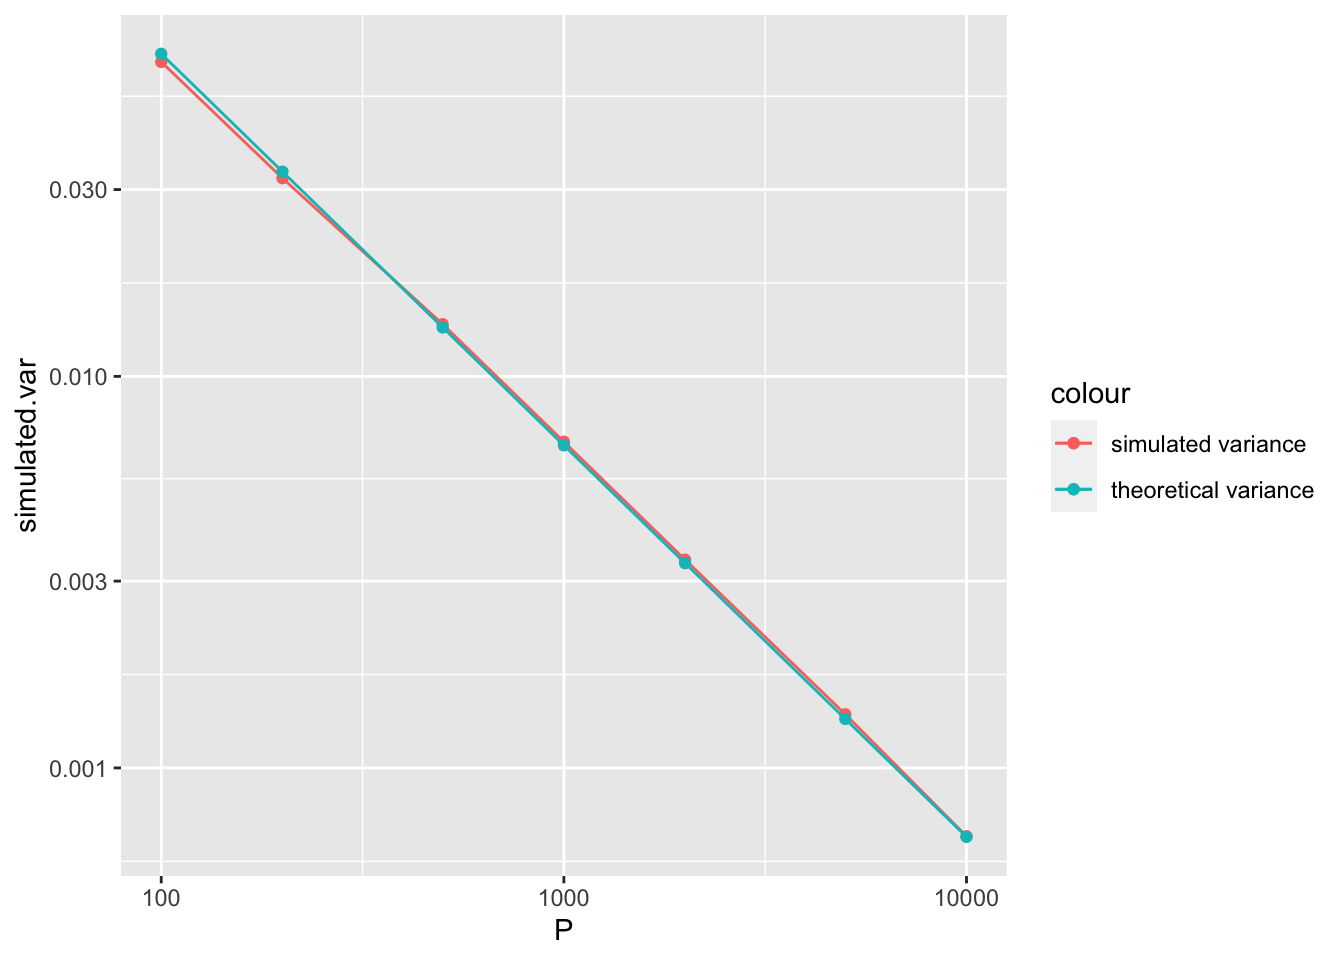 0.030
0.010
0.003
0.001
simulated.var
100
1000
10000
P
colour
simulated variance
theoretical variance